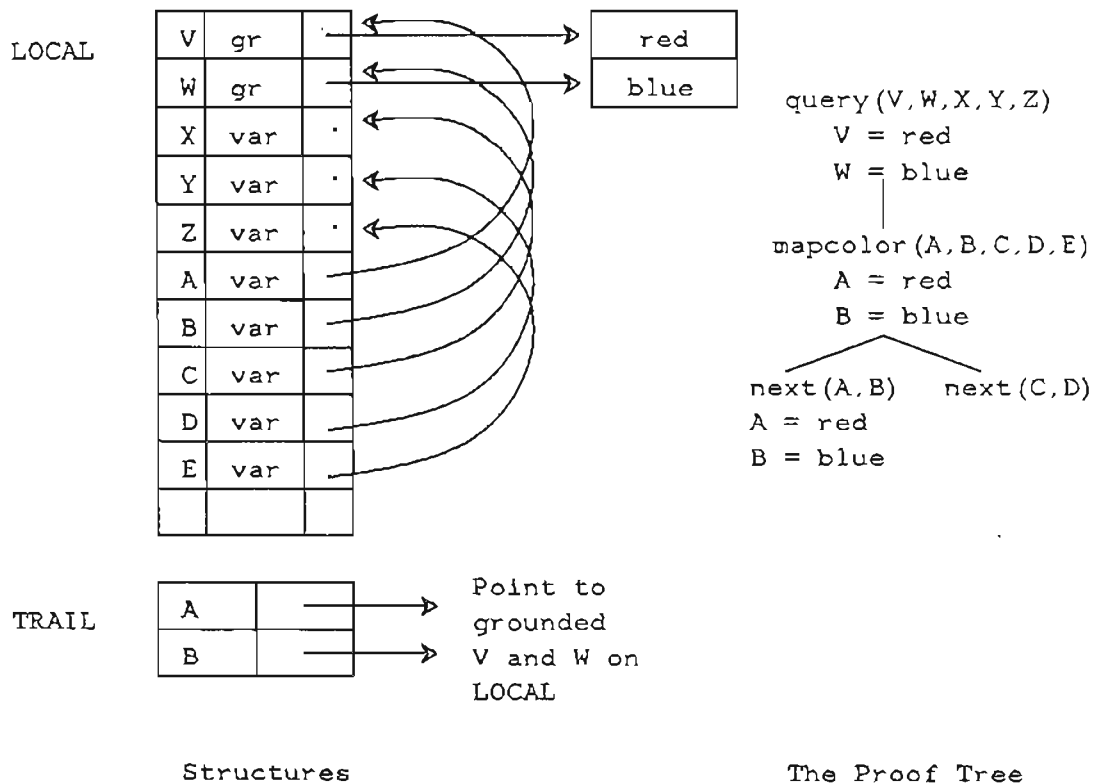 LOCAL
V gr
W gr
X var
Y var
Z var
A var
B var
C var
D var
E var
red
blue
query(V,W,X,Y,Z)
V = red
W = blue
mapcolor(A,B,C,D,E)
A = red
B = blue
next(A,B) next(C,D)
A = red
B = blue
TRAIL
A
B
Point to
grounded
V and W on
LOCAL
Structures
The Proof Tree